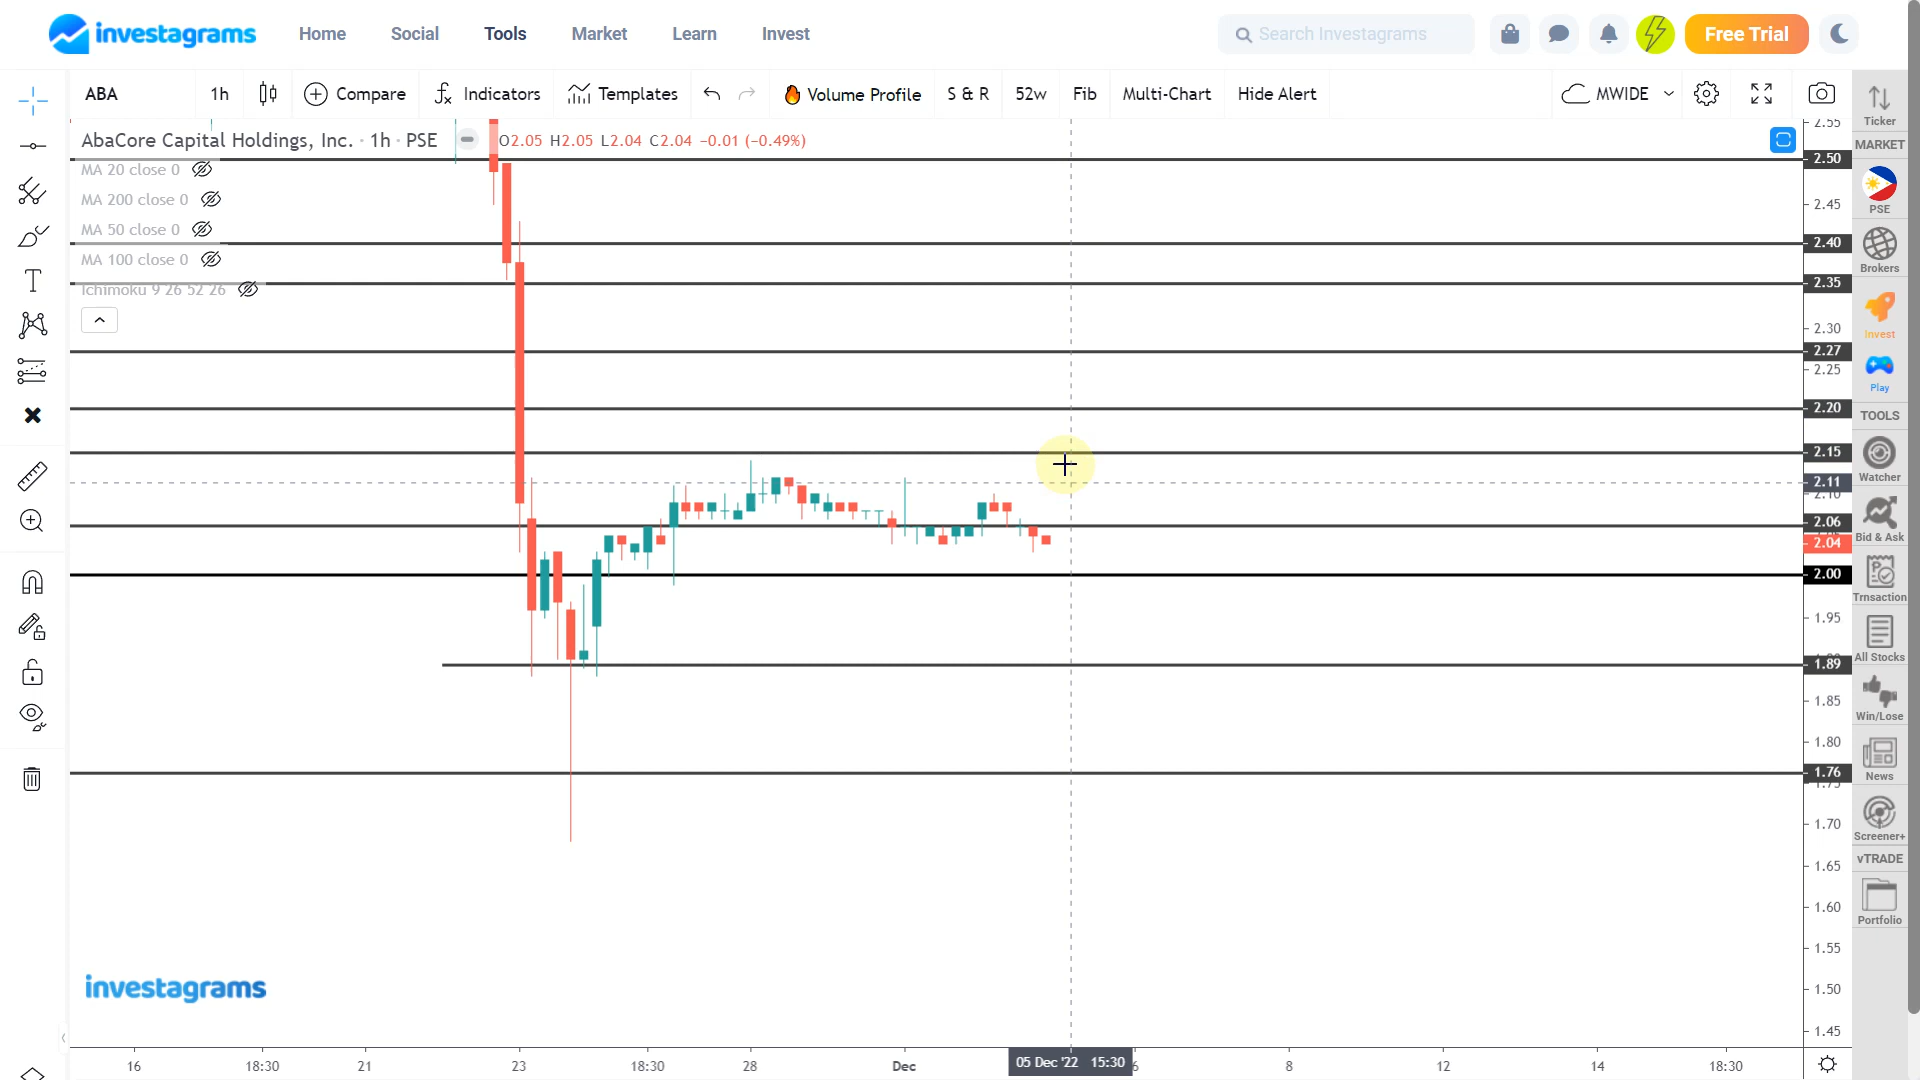 investagrams Home Social Tools Market Learn Invest Search Investagrams Free Trial
ABA 1h Compare Indicators Templates Volume Profile S & R 52w Fib Multi-Chart Hide Alert MWIDE
AbaCore Capital Holdings, Inc. · 1h · PSE O2.05 H2.05 L2.04 C2.04 −0.01 (−0.49%)
MA 20 close 0
MA 200 close 0
MA 50 close 0
MA 100 close 0
Ichimoku 9 26 52 26
2.55
2.50
2.45
2.40
2.35
2.30
2.27
2.25
2.20
2.15
2.11
2.10
2.06
2.04
2.00
1.95
1.89
1.85
1.80
1.76
1.75
1.70
1.65
1.60
1.55
1.50
1.45
Ticker
MARKET
PSE
Brokers
Invest
Play
TOOLS
Watcher
Bid & Ask
Trnsaction
All Stocks
Win/Lose
News
Screener+
vTRADE
Portfolio
investagrams
16 18:30 21 23 18:30 28 Dec 05 Dec '22 15:30 6 8 12 14 18:30